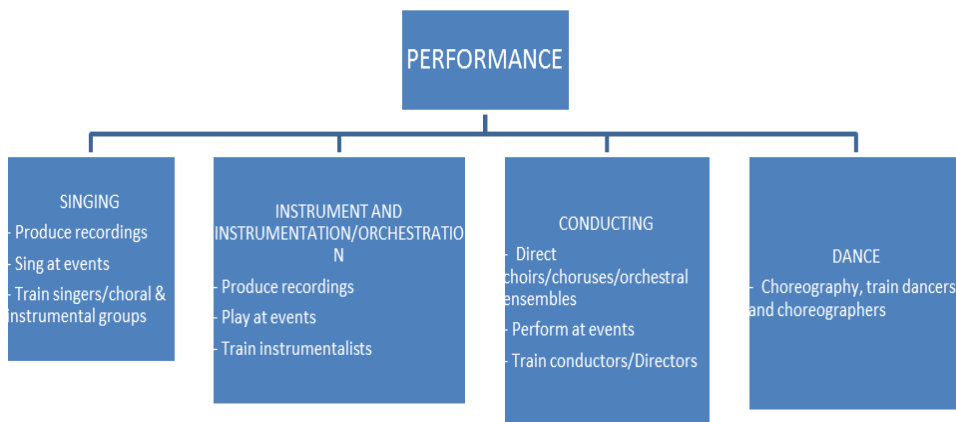 PERFORMANCE
SINGING
- Produce recordings
- Sing at events
- Train singers/choral &
instrumental groups
INSTRUMENT AND
INSTRUMENTATION/ORCHESTRATIO
N
- Produce recordings
- Play at events
- Train instrumentalists
CONDUCTING
- Direct
choirs/choruses/orchestral
ensembles
- Perform at events
- Train conductors/Directors
DANCE
- Choreography, train dancers
and choreographers